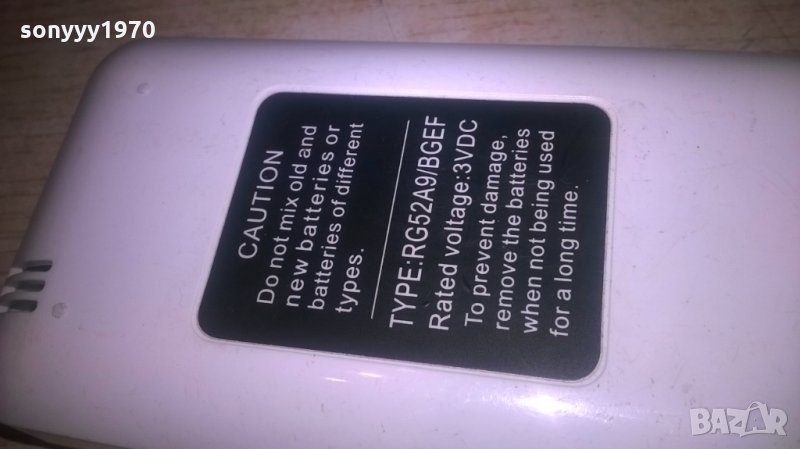 sonyyy1970
CAUTION
Do not mix old and
new batteries or
batteries of different
types.
TYPE:RG52A9/BGEF
Rated voltage:3VDC
To prevent damage,
remove the batteries
when not being used
for a long time.
BAZAR